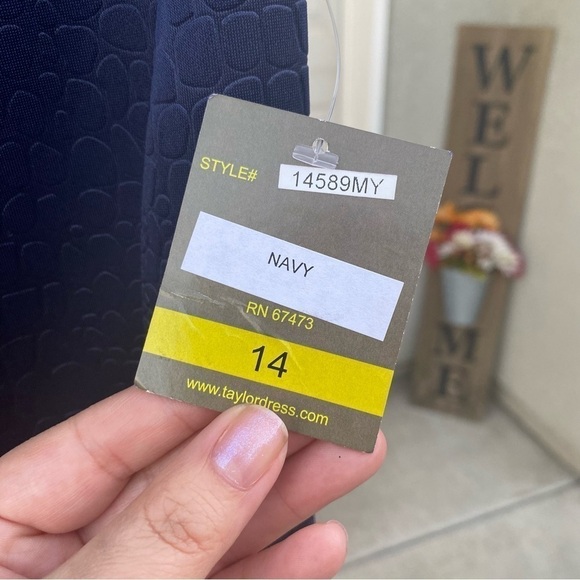 STYLE# 14589MY
NAVY
RN 67473
14
www.taylordress.com
WEL ME